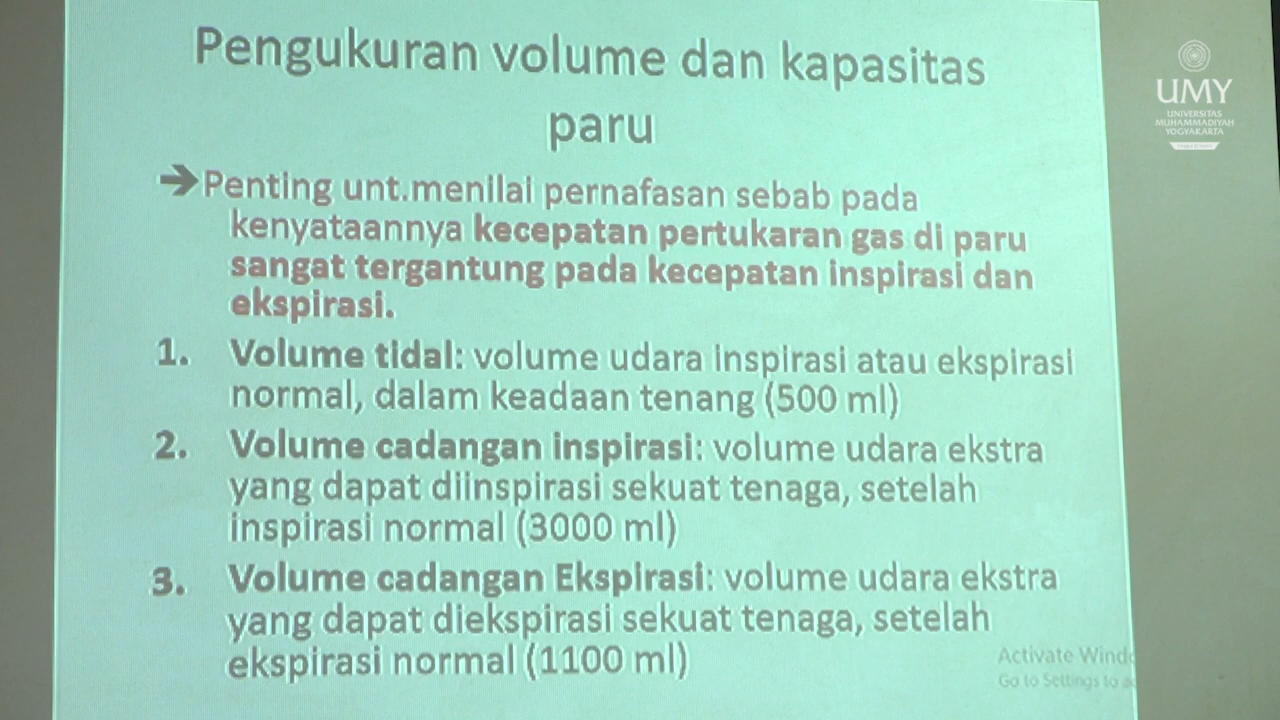 Pengukuran volume dan kapasitas
paru
➔Penting unt.menilai pernafasan sebab pada
kenyataannya kecepatan pertukaran gas di paru
sangat tergantung pada kecepatan inspirasi dan
ekspirasi.
1. Volume tidal: volume udara inspirasi atau ekspirasi
normal, dalam keadaan tenang (500 ml)
2. Volume cadangan inspirasi: volume udara ekstra
yang dapat diinspirasi sekuat tenaga, setelah
inspirasi normal (3000 ml)
3. Volume cadangan Ekspirasi: volume udara ekstra
yang dapat diekspirasi sekuat tenaga, setelah
ekspirasi normal (1100 ml)
Activate Windo
Go to Settings to a
UMY
UNIVERSITAS
MUHAMMADIYAH
YOGYAKARTA